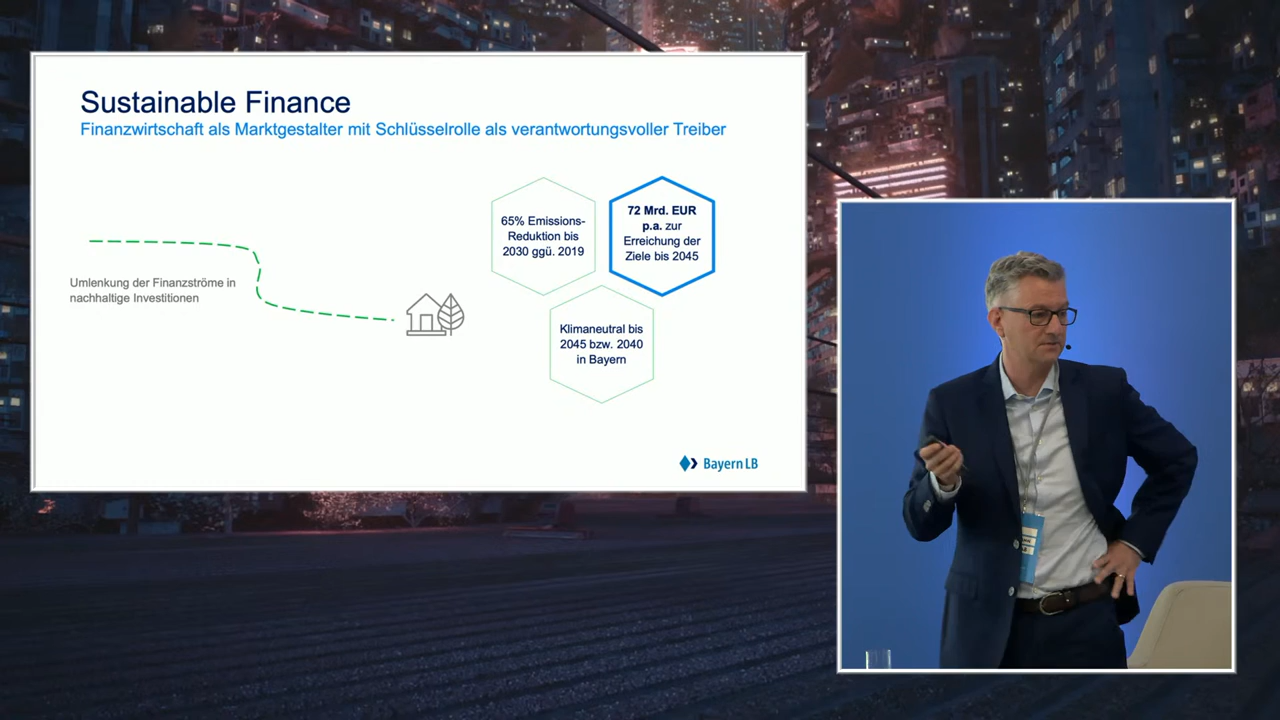 Sustainable Finance
Finanzwirtschaft als Marktgestalter mit Schlüsselrolle als verantwortungsvoller Treiber
Umlenkung der Finanzströme in
nachhaltige Investitionen
65% Emissions-
Reduktion bis
2030 ggü. 2019
72 Mrd. EUR
p.a. zur
Erreichung der
Ziele bis 2045
Klimaneutral bis
2045 bzw. 2040
in Bayern
BayernLB